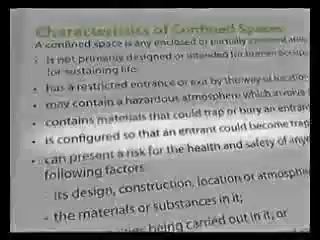 Characteristics of Confined Spaces
A confined space is any enclosed or partially
• is not primarily designed or intended for human
for sustaining life
• has a restricted entrance or exit by the way of location
• may contain a hazardous atmosphere which
• contains materials that could trap or bury an
• is configured so that an entrant could become
• can present a risk for the health and safety of
following factors
its design, construction, location or
- the materials or substances in it;
being carried out in it, or